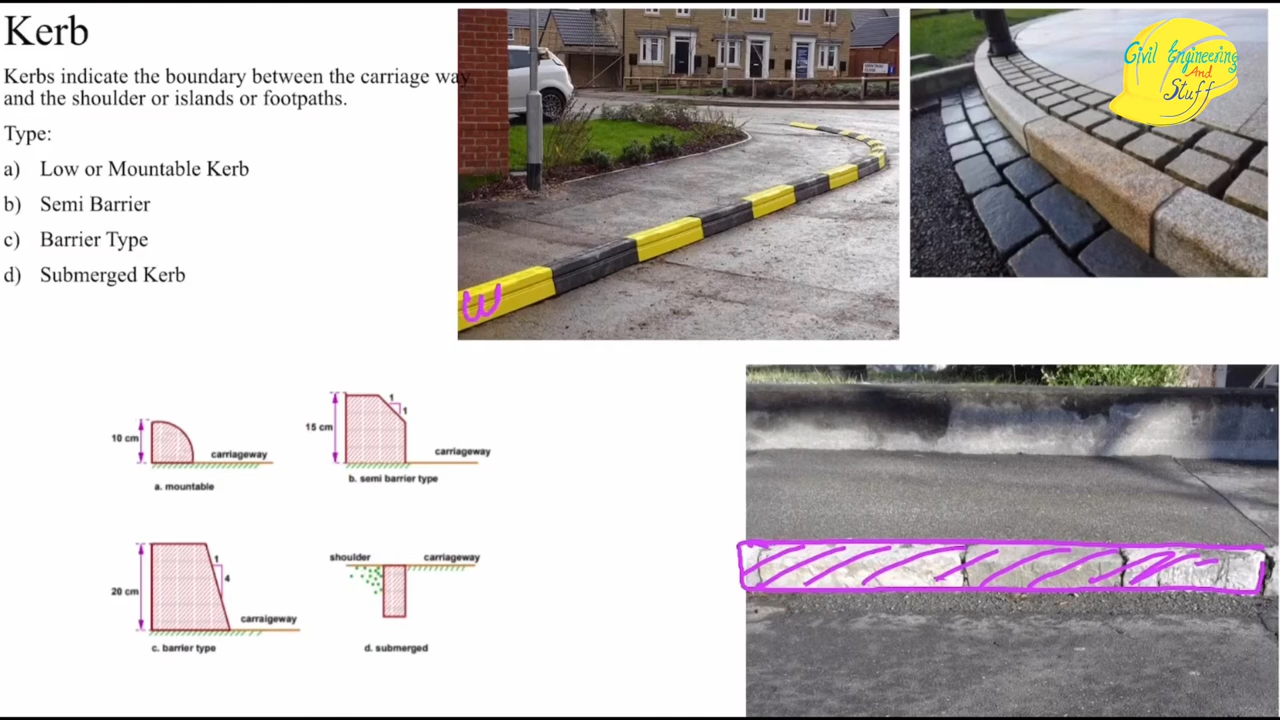 Kerb
Kerbs indicate the boundary between the carriage way
and the shoulder or islands or footpaths.
Type:
a) Low or Mountable Kerb
b) Semi Barrier
c) Barrier Type
d) Submerged Kerb
Civil Engineering
And
Stuff
W
10 cm
carriageway
a. mountable
15 cm
1
1
carriageway
b. semi barrier type
20 cm
1
4
carraigeway
c. barrier type
shoulder
carriageway
d. submerged